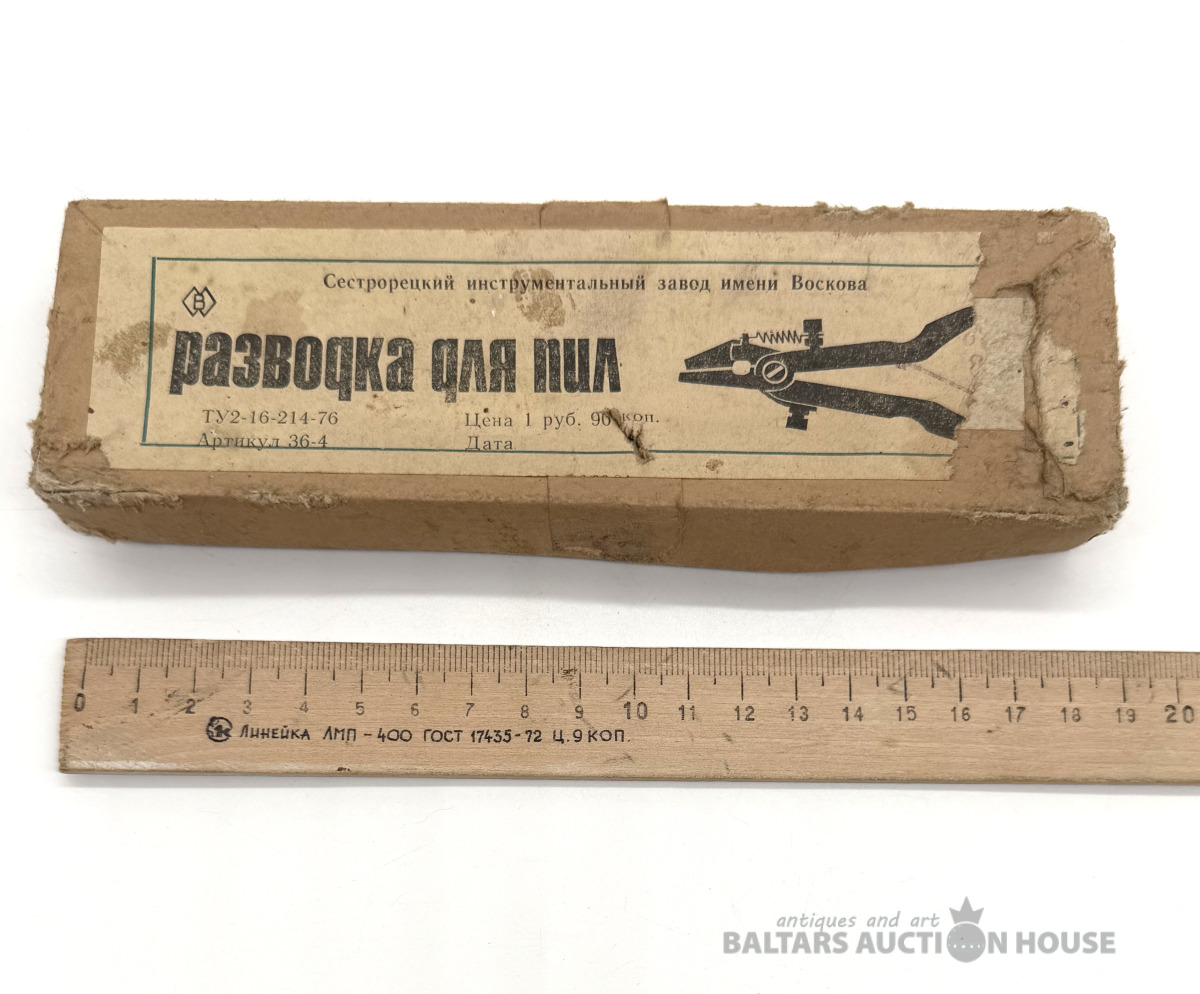 Сестрорецкий инструментальный завод имени Воскова
В
разводка для пил
ТУ2-16-214-76
Цена 1 руб. 90 коп.
Артикул 36-4
Дата
0 1 2 3 4 5 6 7 8 9 10 11 12 13 14 15 16 17 18 19 20
Линейка ЛМП - 400 ГОСТ 17435-72 Ц. 9 КОП.
antiques and art
BALTARS AUCTION HOUSE